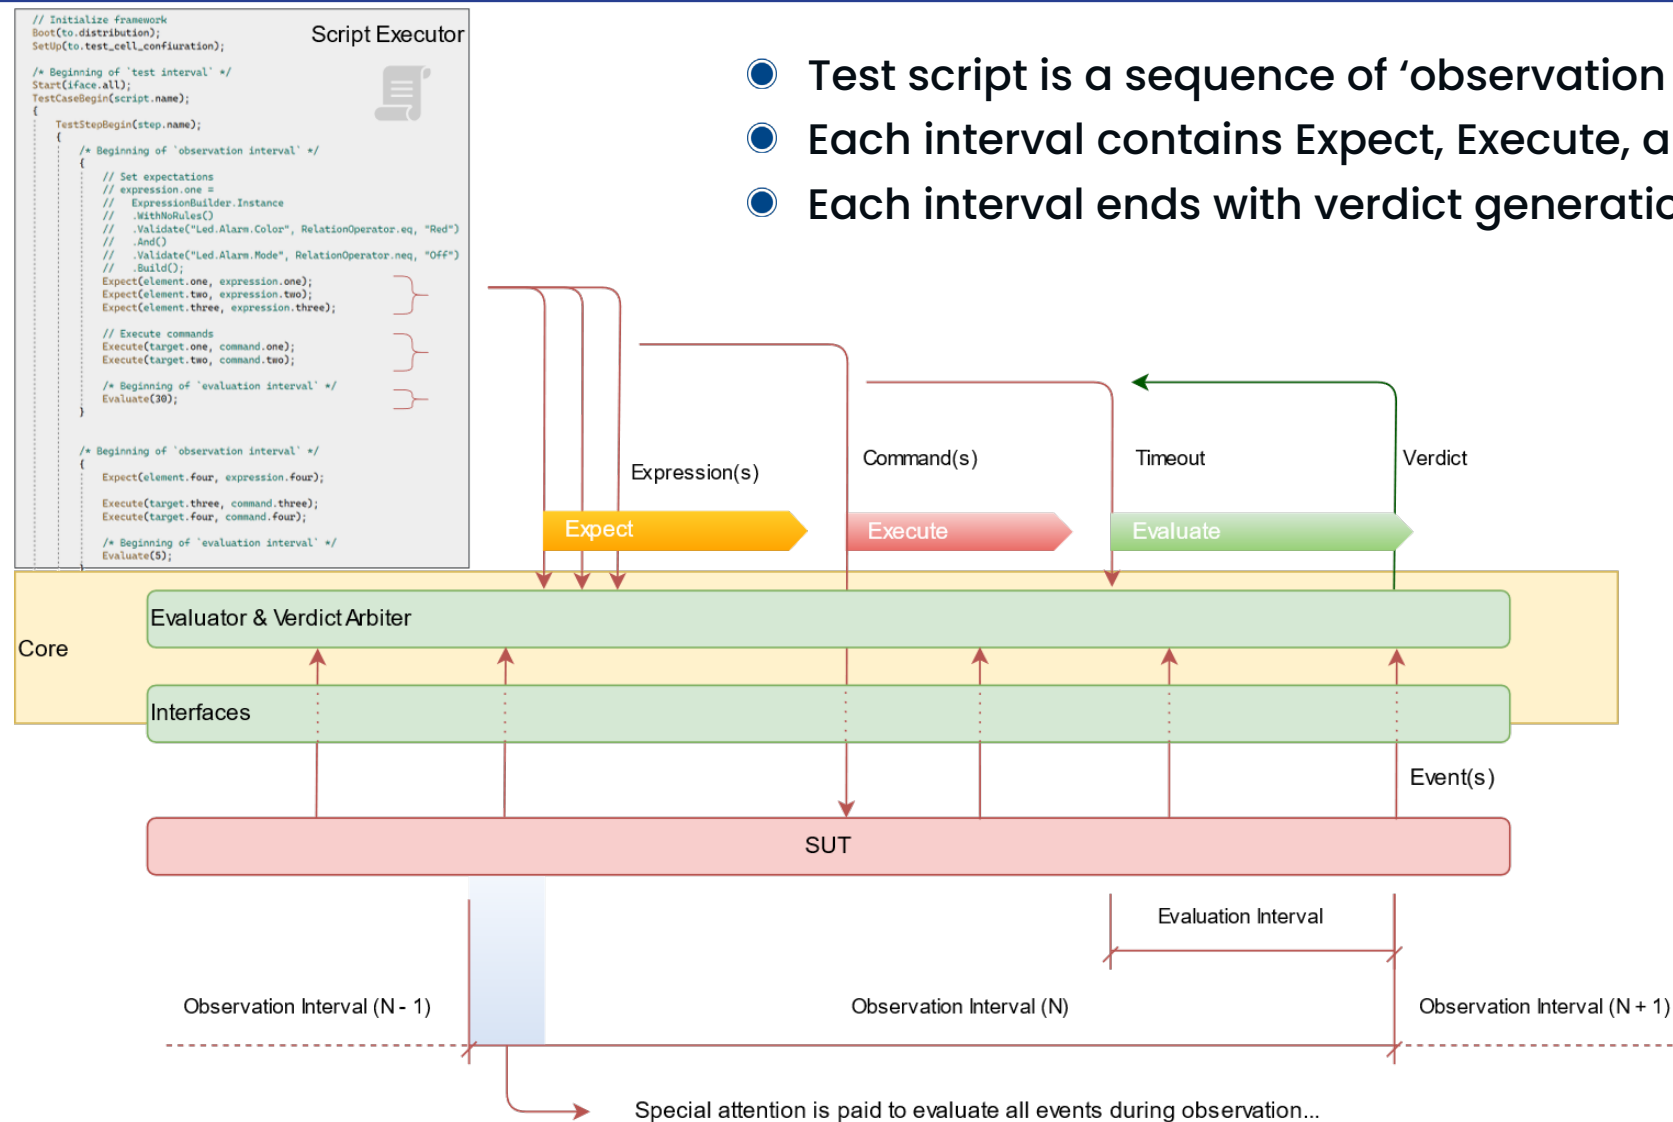 // Initialize framework
Boot(to.distribution);
SetUp(to.test_cell_confiuration);
/* Beginning of `test interval` */
Start(iface.all);
TestCaseBegin(script.name);
{
TestStepBegin(step.name);
{
/* Beginning of `observation interval` */
{
// Set expectations
// expression.one =
// ExpressionBuilder.Instance
// .WithNoRules()
// .Validate("Led.Alarm.Color", RelationOperator.eq, "Red")
// .And()
// .Validate("Led.Alarm.Mode", RelationOperator.neq, "Off")
// .Build();
Expect(element.one, expression.one);
Expect(element.two, expression.two);
Expect(element.three, expression.three);
// Execute commands
Execute(target.one, command.one);
Execute(target.two, command.two);
/* Beginning of `evaluation interval` */
Evaluate(30);
}
/* Beginning of `observation interval` */
{
Expect(element.four, expression.four);
Execute(target.three, command.three);
Execute(target.four, command.four);
/* Beginning of `evaluation interval` */
Evaluate(5);
Script Executor
Test script is a sequence of ‘observation
Each interval contains Expect, Execute, a
Each interval ends with verdict generatio
Expression(s)
Command(s)
Timeout
Verdict
Expect
Execute
Evaluate
Evaluator & Verdict Arbiter
Core
Interfaces
Event(s)
SUT
Evaluation Interval
Observation Interval (N - 1)
Observation Interval (N)
Observation Interval (N + 1)
Special attention is paid to evaluate all events during observation...